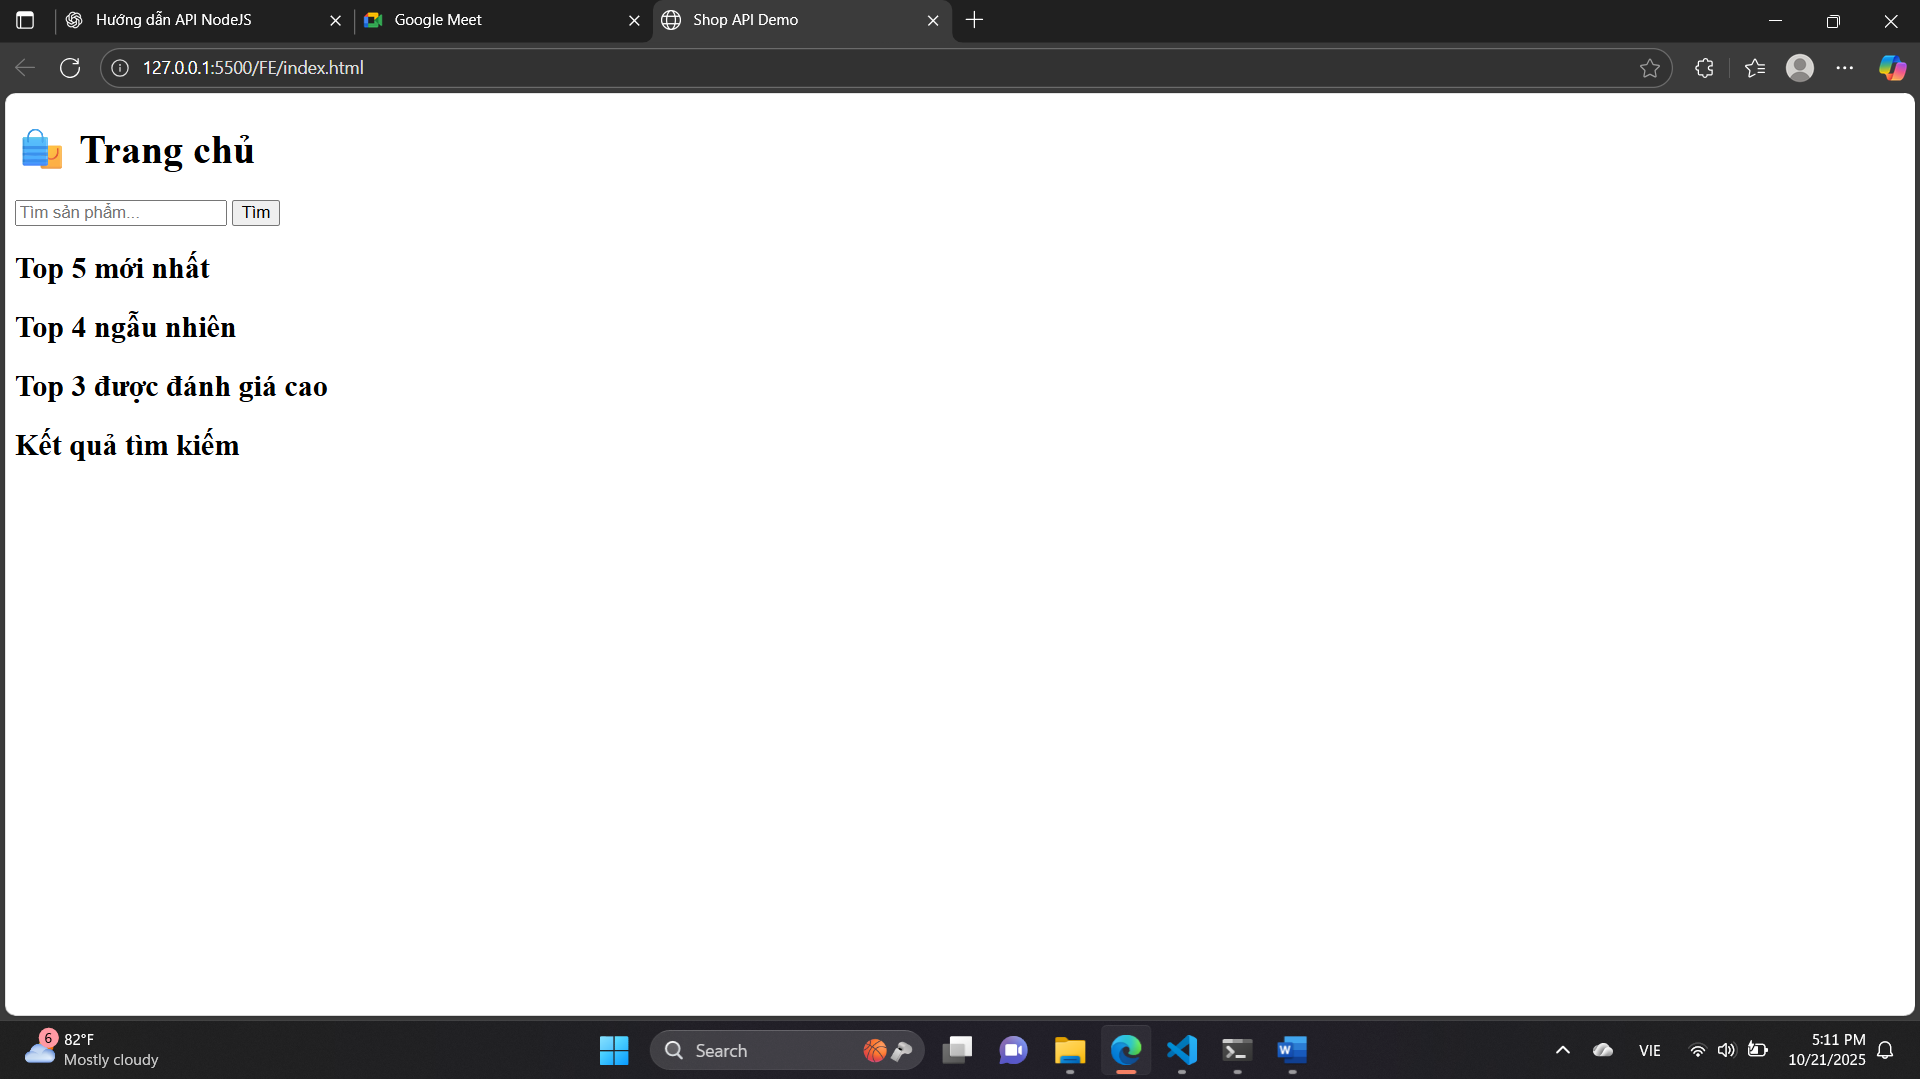 Hướng dẫn API NodeJS
Google Meet
Shop API Demo
127.0.0.1:5500/FE/index.html
Trang chủ
Tìm sản phẩm...
Tìm
Top 5 mới nhất
Top 4 ngẫu nhiên
Top 3 được đánh giá cao
Kết quả tìm kiếm
6
82°F
Mostly cloudy
Search
W
VIE
5:11 PM
10/21/2025